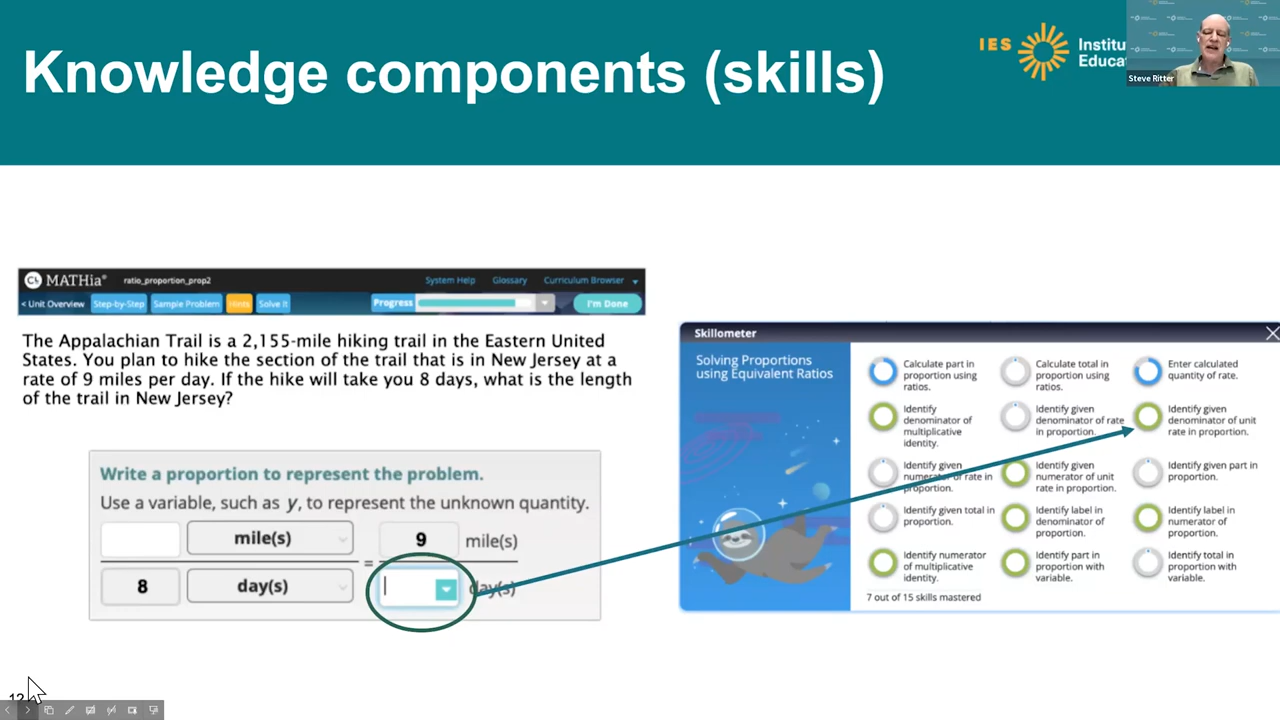 Knowledge components (skills)
IES
Institu
Educat
Steve Ritter
MATHia®
ratio_proportion_prop2
System Help
Glossary
Curriculum Browser
< Unit Overview
Step-by-Step
Sample Problem
Hints
Solve It
Progress
I'm Done
The Appalachian Trail is a 2,155-mile hiking trail in the Eastern United
States. You plan to hike the section of the trail that is in New Jersey at a
rate of 9 miles per day. If the hike will take you 8 days, what is the length
of the trail in New Jersey?
Write a proportion to represent the problem.
Use a variable, such as y, to represent the unknown quantity.
mile(s)
9
mile(s)
=
8
day(s)
day(s)
Skillometer
Solving Proportions
using Equivalent Ratios
Calculate part in
proportion using
ratios.
Calculate total in
proportion using
ratios.
Enter calculated
quantity of rate.
Identify
denominator of
multiplicative
identity.
Identify given
denominator of rate
in proportion.
Identify given
denominator of unit
rate in proportion.
Identify given
numerator of rate in
proportion.
Identify given
numerator of unit
rate in proportion.
Identify given part in
proportion.
Identify given total in
proportion.
Identify label in
denominator of
proportion.
Identify label in
numerator of
proportion.
Identify numerator
of multiplicative
identity.
Identify part in
proportion with
variable.
Identify total in
proportion with
variable.
7 out of 15 skills mastered
12